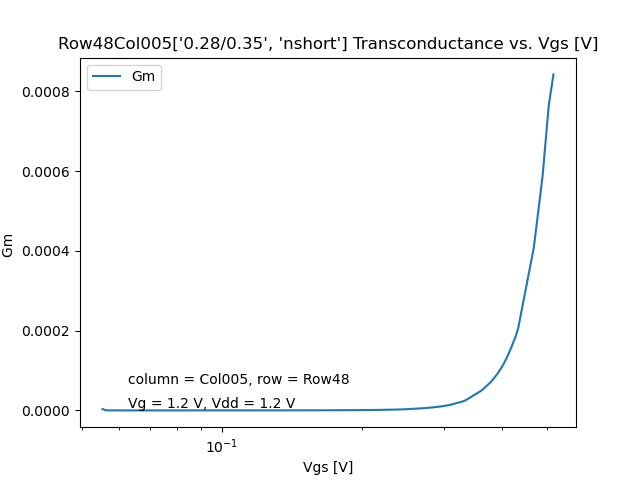 Row48Col005['0.28/0.35', 'nshort'] Transconductance vs. Vgs [V]
Gm
0.0008
0.0006
0.0004
0.0002
0.0000
Gm
column = Col005, row = Row48
Vg = 1.2 V, Vdd = 1.2 V
10⁻¹
Vgs [V]